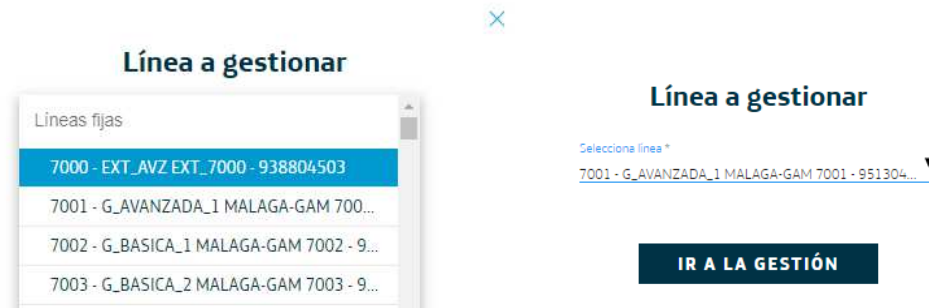 Línea a gestionar
Líneas fijas
7000 - EXT_AVZ EXT_7000 - 938804503
7001 - G_AVANZADA_1 MALAGA-GAM 700...
7002 - G_BASICA_1 MALAGA-GAM 7002 - 9...
7003 - G_BASICA_2 MALAGA-GAM 7003 - 9...
Línea a gestionar
Selecciona línea *
7001 - G_AVANZADA_1 MALAGA-GAM 7001 - 951304...
IR A LA GESTIÓN